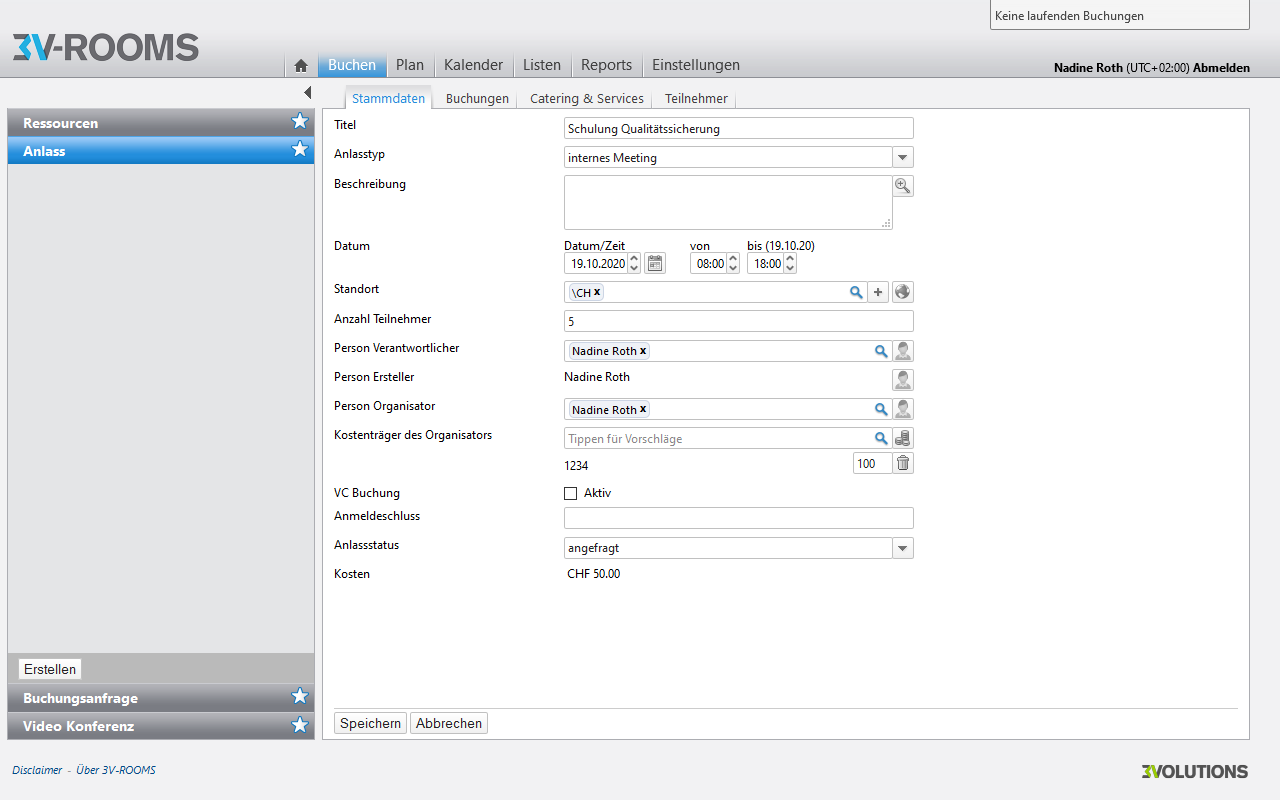 Keine laufenden Buchungen
3V-ROOMS
Buchen Plan Kalender Listen Reports Einstellungen
Nadine Roth (UTC+02:00) Abmelden
Stammdaten Buchungen Catering & Services Teilnehmer
Ressourcen
Anlass
Titel Schulung Qualitätssicherung
Anlasstyp internes Meeting
Beschreibung
Datum Datum/Zeit von bis (19.10.20)
19.10.2020 08:00 18:00
Standort \CH x
Anzahl Teilnehmer 5
Person Verantwortlicher Nadine Roth x
Person Ersteller Nadine Roth
Person Organisator Nadine Roth x
Kostenträger des Organisators Tippen für Vorschläge
1234 100
VC Buchung Aktiv
Anmeldeschluss
Anlassstatus angefragt
Kosten CHF 50.00
Erstellen
Buchungsanfrage
Video Konferenz
Speichern Abbrechen
Disclaimer - Über 3V-ROOMS
3VOLUTIONS